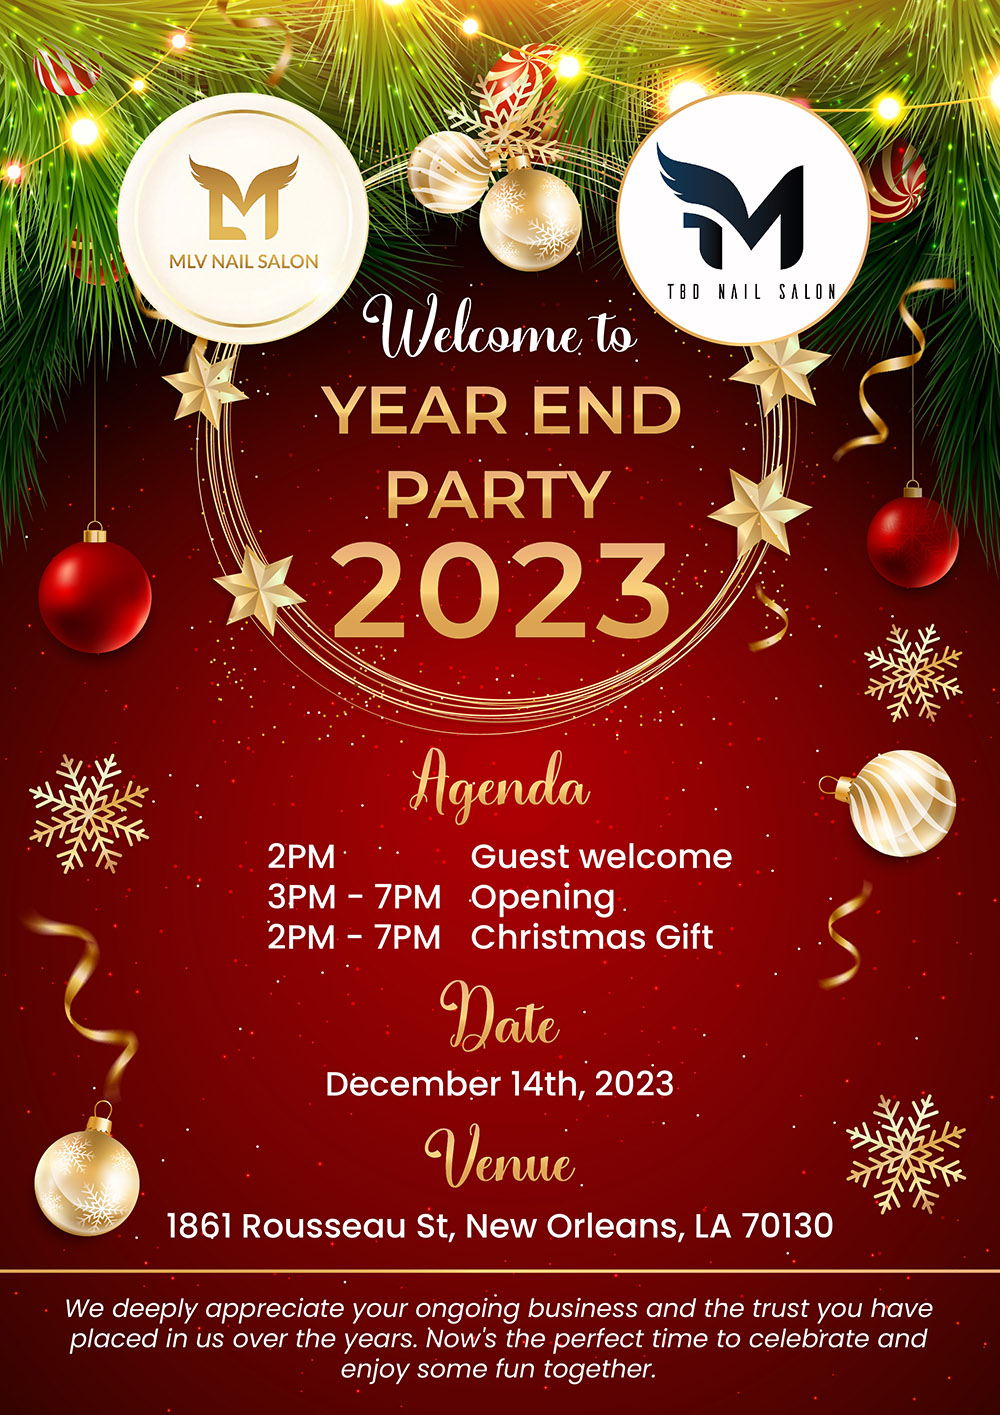 MLV NAIL SALON
TBD NAIL SALON
Welcome to
YEAR END
PARTY
2023
Agenda
2PM Guest welcome
3PM - 7PM Opening
2PM - 7PM Christmas Gift
Date
December 14th, 2023
Venue
1861 Rousseau St, New Orleans, LA 70130
We deeply appreciate your ongoing business and the trust you have
placed in us over the years. Now's the perfect time to celebrate and
enjoy some fun together.